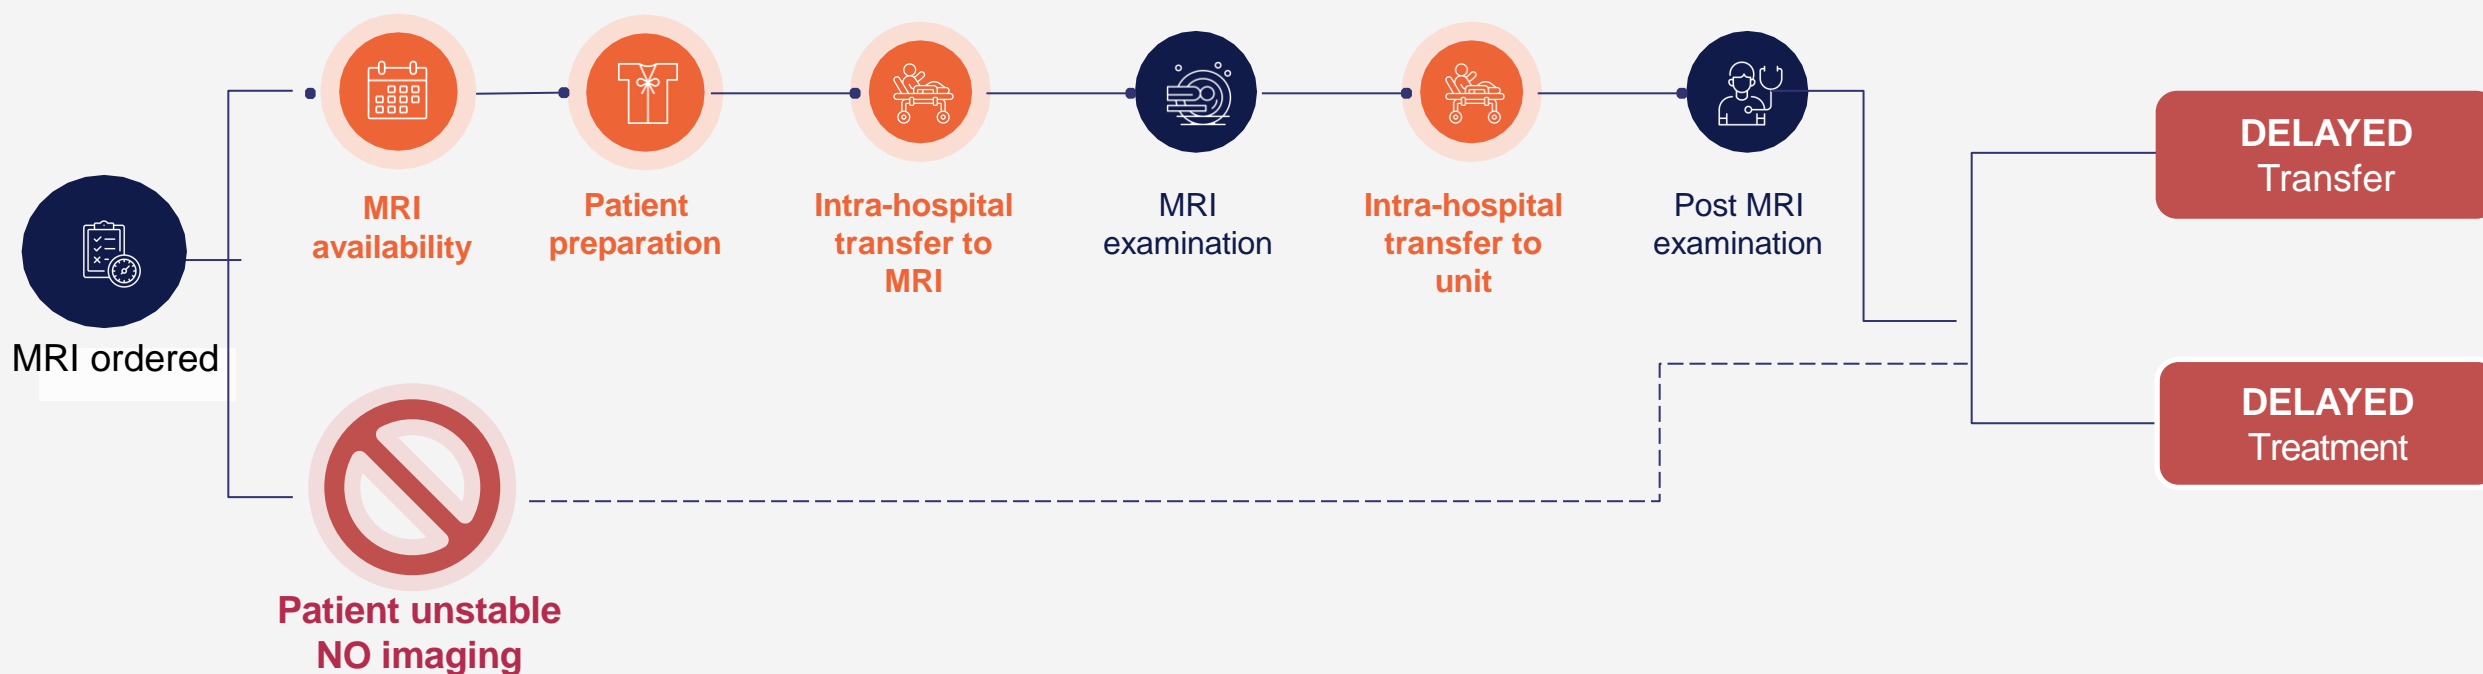 MRI ordered
MRI
availability
Patient
preparation
Intra-hospital
transfer to
MRI
MRI
examination
Intra-hospital
transfer to
unit
Post MRI
examination
Patient unstable
NO imaging
DELAYED
Transfer
DELAYED
Treatment